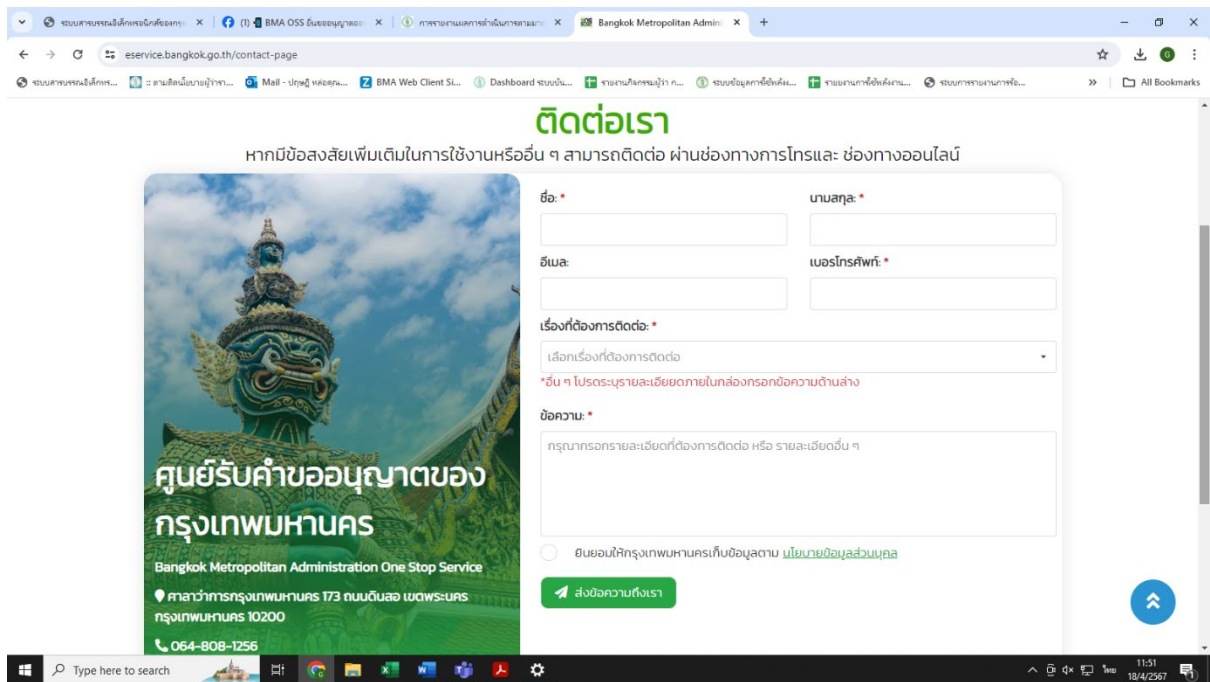 (1) BMA OSS
Bangkok Metropolitan Admini
eservice.bangkok.go.th/contact-page
G
BMA Web Client Si...
Dashboard
All Bookmarks
ติดต่อเรา
หากมีข้อสงสัยเพิ่มเติมในการใช้งานหรืออื่น ๆ สามารถติดต่อ ผ่านช่องทางการโทรและ ช่องทางออนไลน์
ชื่อ: *
นามสกุล: *
อีเมล:
เบอร์โทรศัพท์: *
เรื่องที่ต้องการติดต่อ: *
เลือกเรื่องที่ต้องการติดต่อ
*อื่น ๆ โปรดระบุรายละเอียยดภายในกล่องกรอกข้อความด้านล่าง
ข้อความ: *
กรุณากรอกรายละเอียดที่ต้องการติดต่อ หรือ รายละเอียดอื่น ๆ
ยินยอมให้กรุงเทพมหานครเก็บข้อมูลตาม นโยบายข้อมูลส่วนบุคล
ส่งข้อความถึงเรา
ศูนย์รับคำขออนุญาตของ
กรุงเทพมหานคร
Bangkok Metropolitan Administration One Stop Service
ศาลาว่าการกรุงเทพมหานคร 173 ถนนดินสอ เขตพระนคร
กรุงเทพมหานคร 10200
064-808-1256
Type here to search
ไทย
11:51
18/4/2567